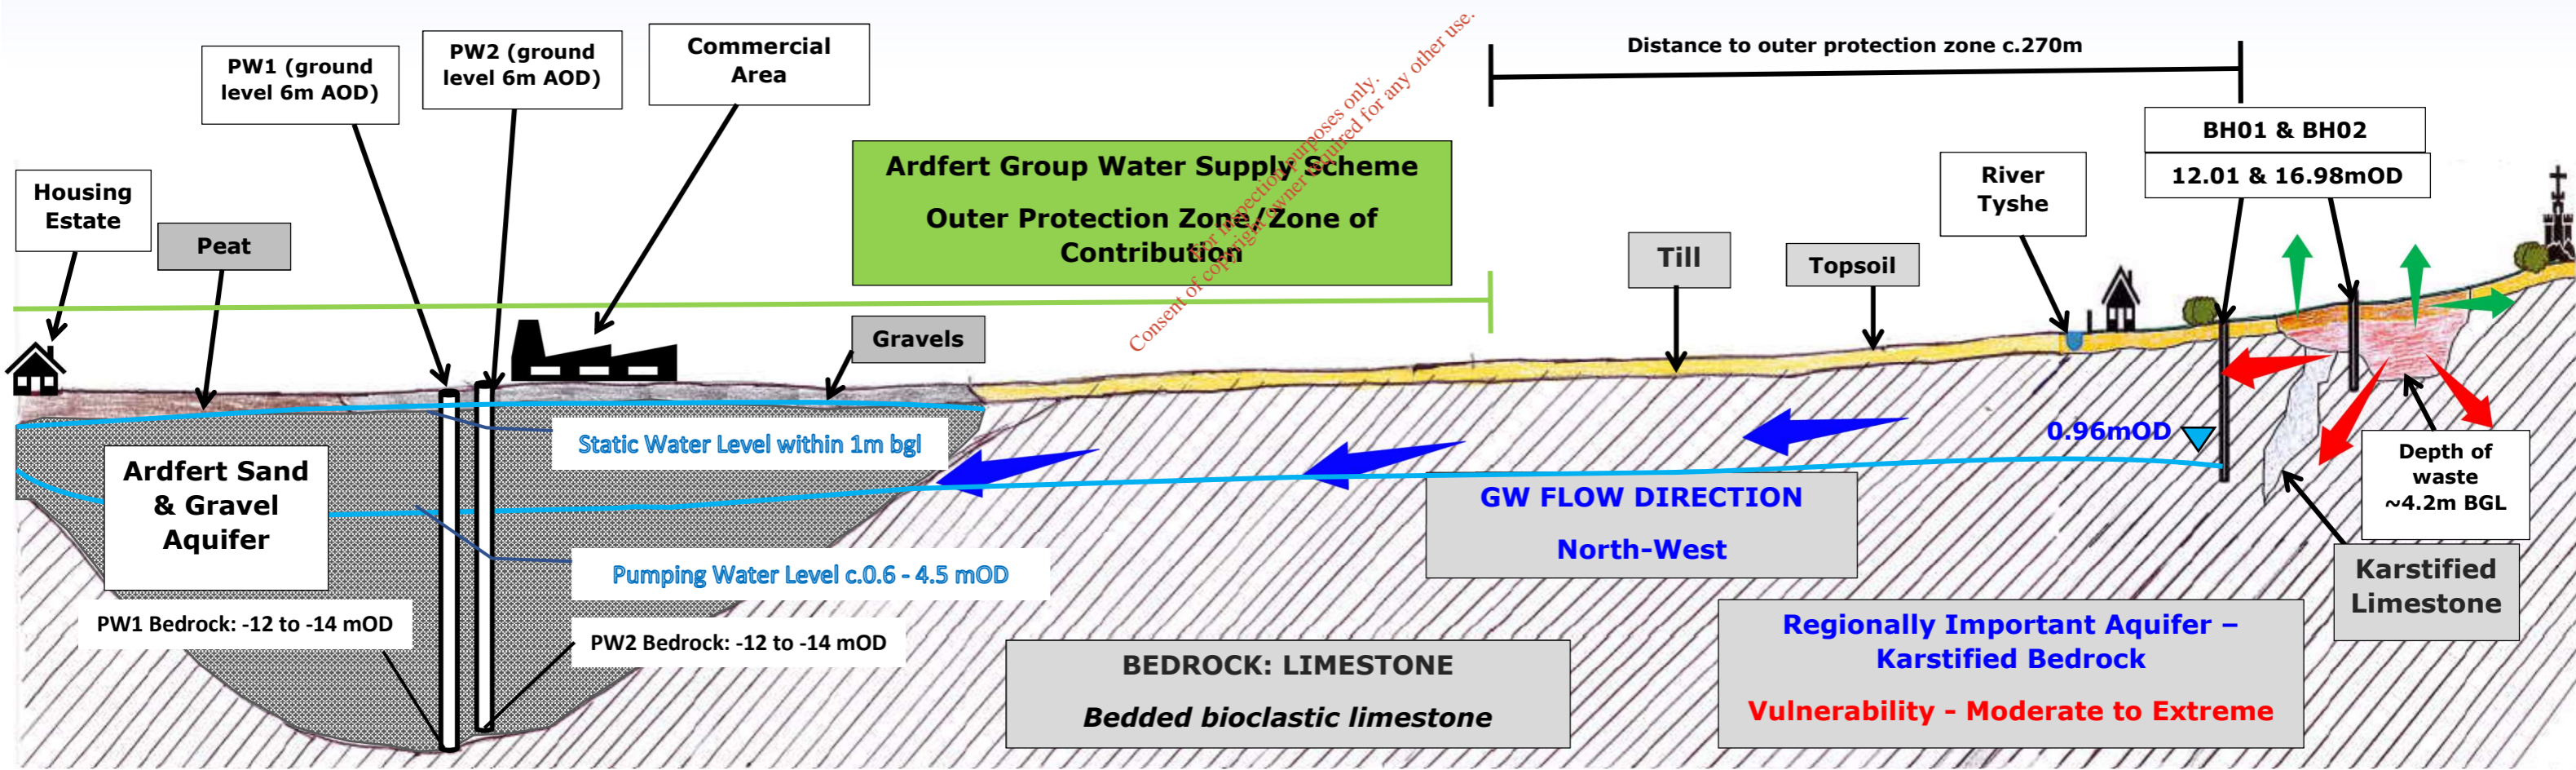 Distance to outer protection zone c.270m
PW1 (ground
level 6m AOD)
PW2 (ground
level 6m AOD)
Commercial
Area
For inspection purposes only.
Consent of copyright owner required for any other use.
BH01 & BH02
12.01 & 16.98mOD
Housing
Estate
Peat
Ardfert Group Water Supply Scheme
Outer Protection Zone/Zone of
Contribution
River
Tyshe
Till
Topsoil
Gravels
Static Water Level within 1m bgl
0.96mOD
Ardfert Sand
& Gravel
Aquifer
Depth of
waste
~4.2m BGL
GW FLOW DIRECTION
North-West
Pumping Water Level c.0.6 - 4.5 mOD
Karstified
Limestone
PW1 Bedrock: -12 to -14 mOD
PW2 Bedrock: -12 to -14 mOD
BEDROCK: LIMESTONE
Bedded bioclastic limestone
Regionally Important Aquifer –
Karstified Bedrock
Vulnerability - Moderate to Extreme